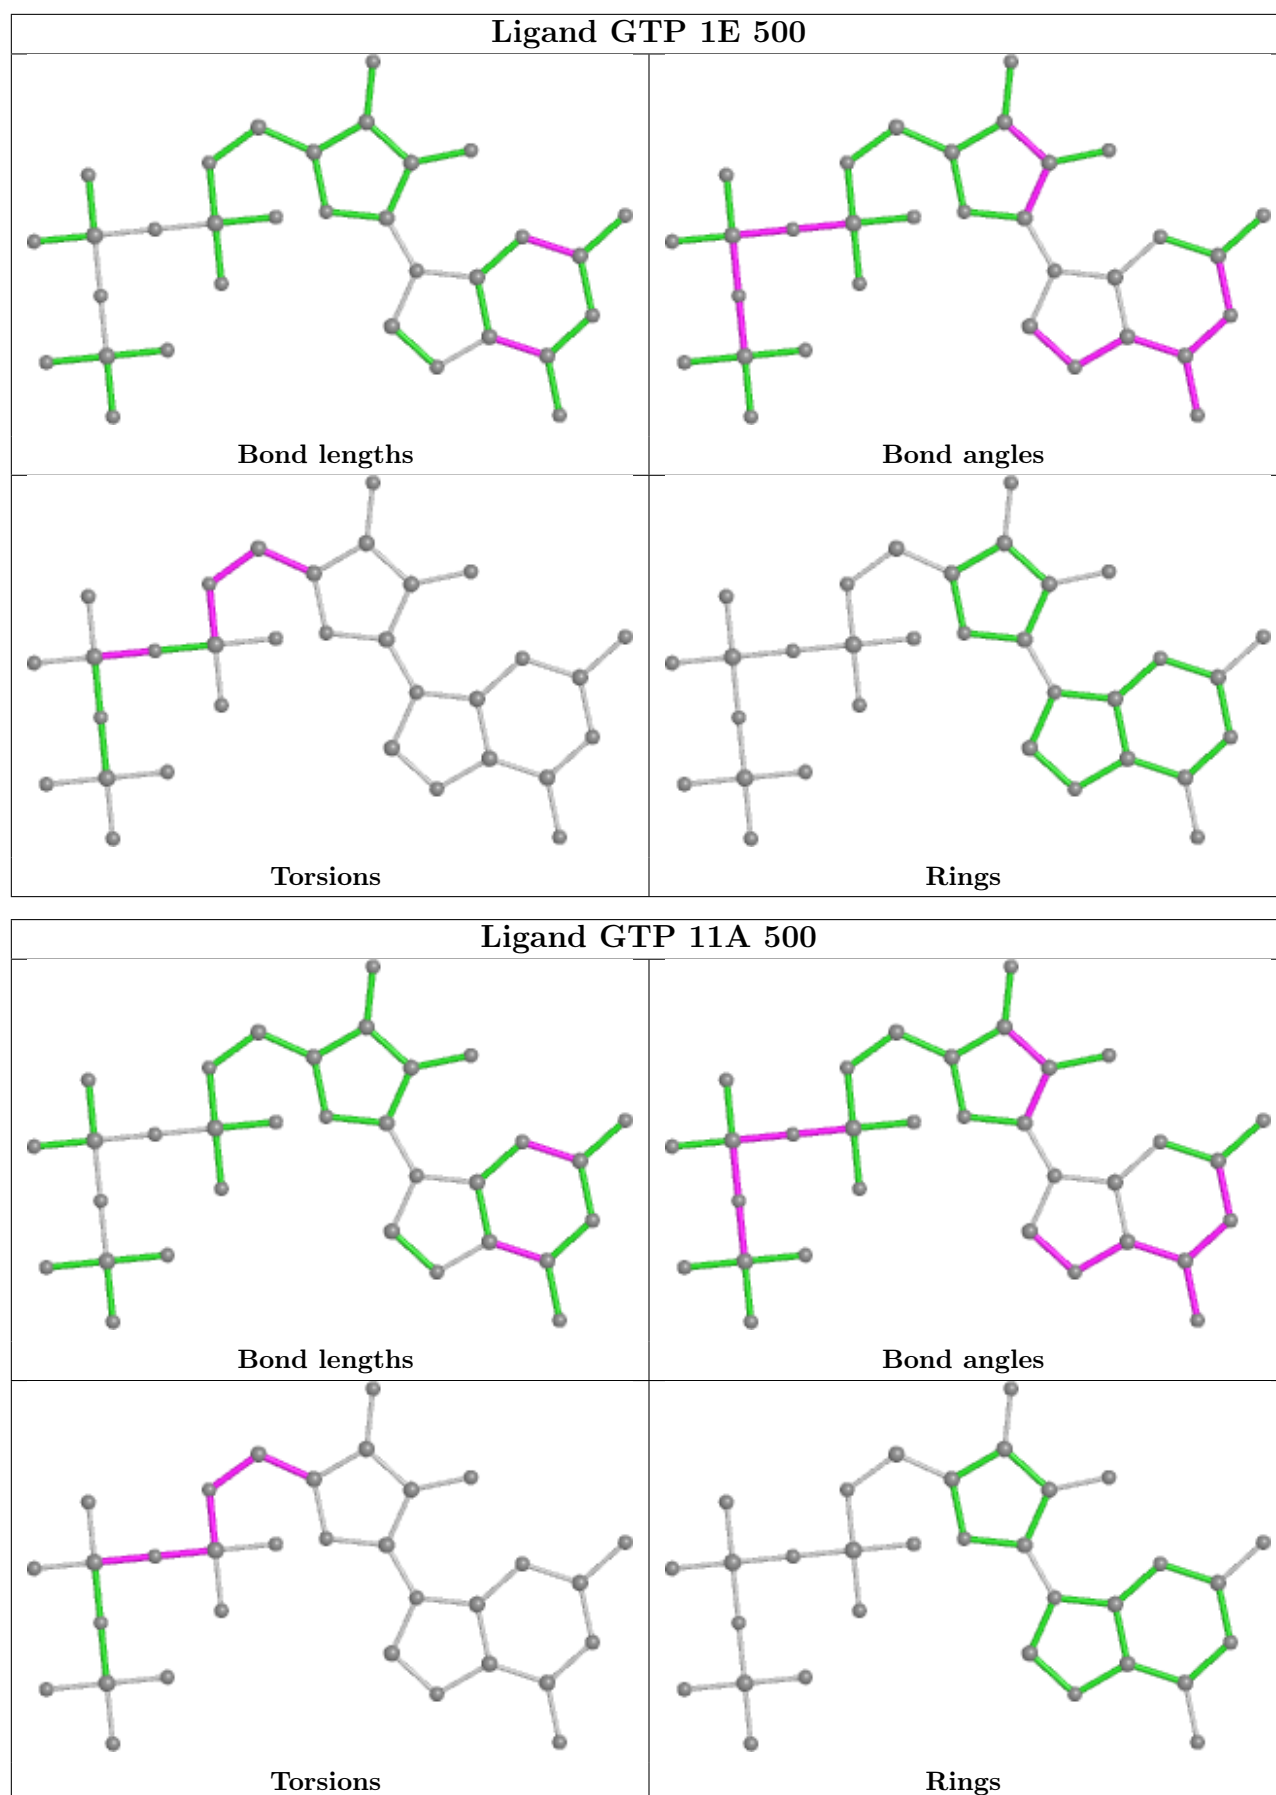 Ligand GTP 1E 500
Bond lengths
Bond angles
Torsions
Rings
Ligand GTP 11A 500
Bond lengths
Bond angles
Torsions
Rings